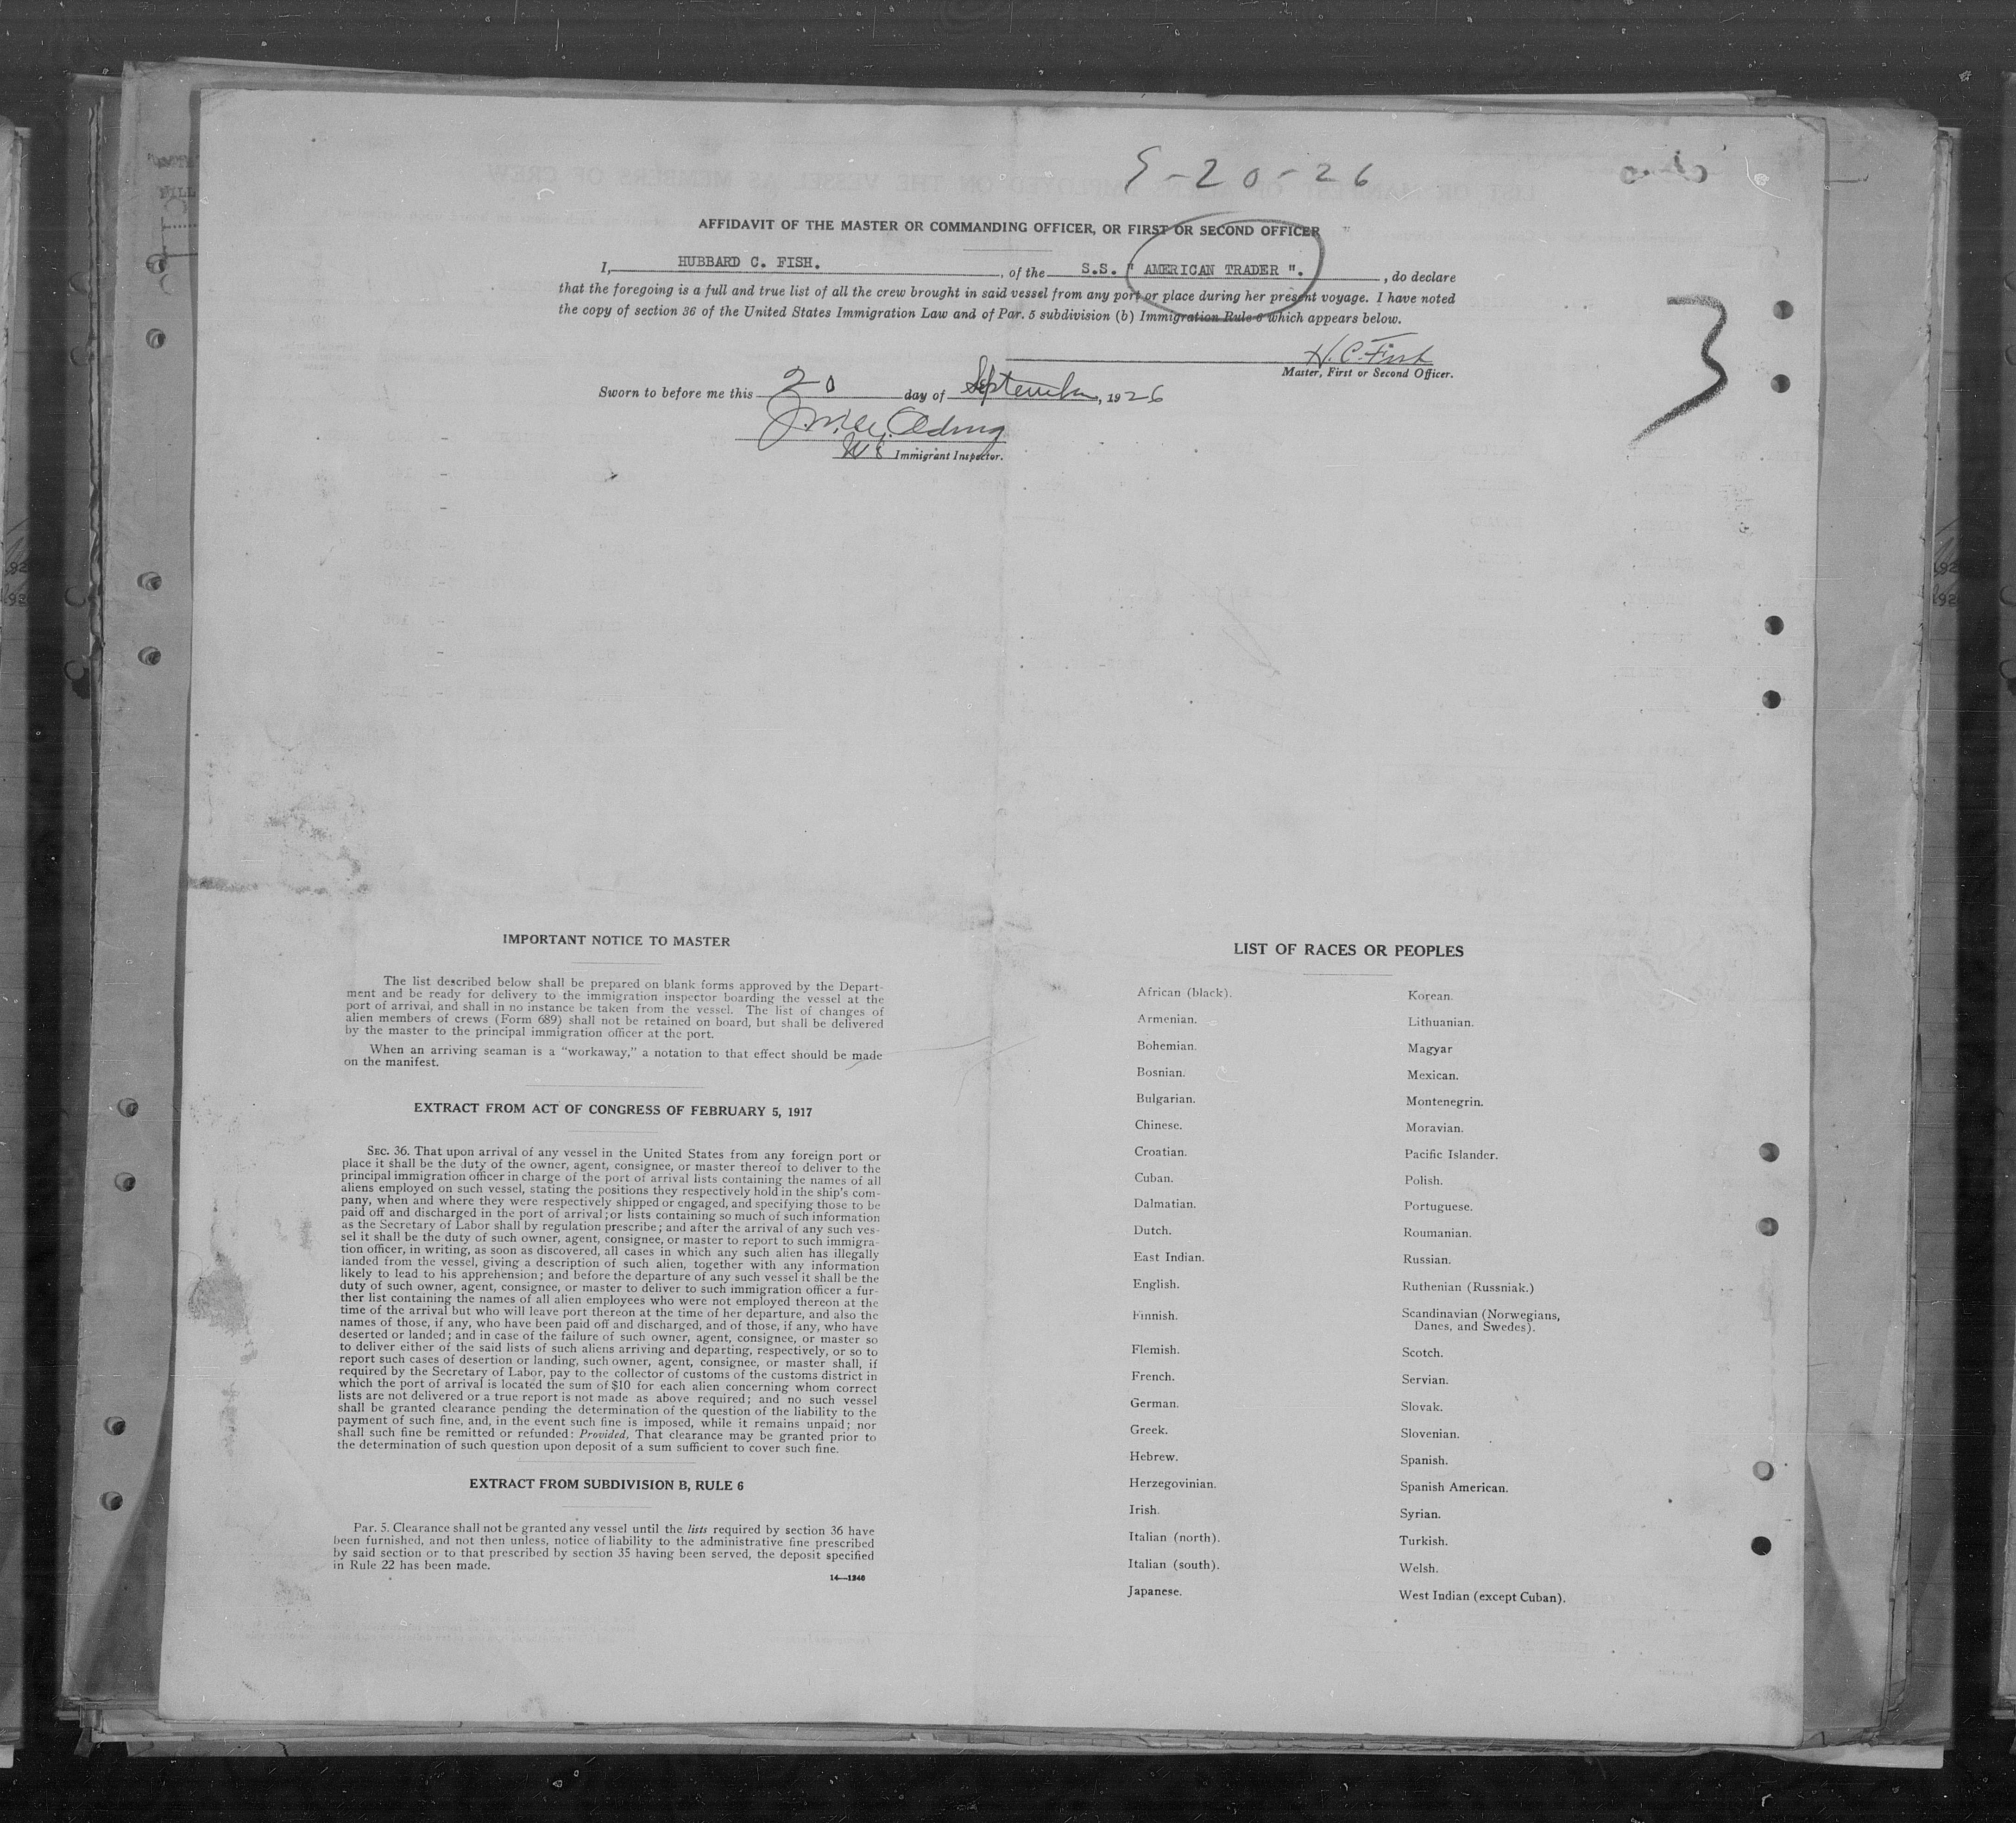 9-20-26
AFFIDAVIT OF THE MASTER OR COMMANDING OFFICER, OR FIRST OR SECOND OFFICER
I, HUBBARD C. FISH. , of the S.S. " AMERICAN TRADER ". , do declare
that the foregoing is a full and true list of all the crew brought in said vessel from any port or place during her present voyage. I have noted
the copy of section 36 of the United States Immigration Law and of Par. 5 subdivision (b) Immigration Rule 6 which appears below.
3
H. C. Fish
Master, First or Second Officer.
Sworn to before me this 20 day of September, 1926
Immigrant Inspector.
IMPORTANT NOTICE TO MASTER
The list described below shall be prepared on blank forms approved by the Depart-
ment and be ready for delivery to the immigration inspector boarding the vessel at the
port of arrival, and shall in no instance be taken from the vessel. The list of changes of
alien members of crews (Form 689) shall not be retained on board, but shall be delivered
by the master to the principal immigration officer at the port.
When an arriving seaman is a "workaway," a notation to that effect should be made
on the manifest.
EXTRACT FROM ACT OF CONGRESS OF FEBRUARY 5, 1917
SEC. 36. That upon arrival of any vessel in the United States from any foreign port or
place it shall be the duty of the owner, agent, consignee, or master thereof to deliver to the
principal immigration officer in charge of the port of arrival lists containing the names of all
aliens employed on such vessel, stating the positions they respectively hold in the ship's com-
pany, when and where they were respectively shipped or engaged, and specifying those to be
paid off and discharged in the port of arrival; or lists containing so much of such information
as the Secretary of Labor shall by regulation prescribe; and after the arrival of any such ves-
sel it shall be the duty of such owner, agent, consignee, or master to report to such immigra-
tion officer, in writing, as soon as discovered, all cases in which any such alien has illegally
landed from the vessel, giving a description of such alien, together with any information
likely to lead to his apprehension; and before the departure of any such vessel it shall be the
duty of such owner, agent, consignee, or master to deliver to such immigration officer a fur-
ther list containing the names of all alien employees who were not employed thereon at the
time of the arrival but who will leave port thereon at the time of her departure, and also the
names of those, if any, who have been paid off and discharged, and of those, if any, who have
deserted or landed; and in case of the failure of such owner, agent, consignee, or master so
to deliver either of the said lists of such aliens arriving and departing, respectively, or so to
report such cases of desertion or landing, such owner, agent, consignee, or master shall, if
required by the Secretary of Labor, pay to the collector of customs of the customs district in
which the port of arrival is located the sum of $10 for each alien concerning whom correct
lists are not delivered or a true report is not made as above required; and no such vessel
shall be granted clearance pending the determination of the question of the liability to the
payment of such fine, and, in the event such fine is imposed, while it remains unpaid; nor
shall such fine be remitted or refunded: Provided, That clearance may be granted prior to
the determination of such question upon deposit of a sum sufficient to cover such fine.
EXTRACT FROM SUBDIVISION B, RULE 6
Par. 5. Clearance shall not be granted any vessel until the lists required by section 36 have
been furnished, and not then unless, notice of liability to the administrative fine prescribed
by said section or to that prescribed by section 35 having been served, the deposit specified
in Rule 22 has been made.
14—1240
LIST OF RACES OR PEOPLES
African (black).
Armenian.
Bohemian.
Bosnian.
Bulgarian.
Chinese.
Croatian.
Cuban.
Dalmatian.
Dutch.
East Indian.
English.
Finnish.
Flemish.
French.
German.
Greek.
Hebrew.
Herzegovinian.
Irish.
Italian (north).
Italian (south).
Japanese.
Korean.
Lithuanian.
Magyar
Mexican.
Montenegrin.
Moravian.
Pacific Islander.
Polish.
Portuguese.
Roumanian.
Russian.
Ruthenian (Russniak.)
Scandinavian (Norwegians,
Danes, and Swedes).
Scotch.
Servian.
Slovak.
Slovenian.
Spanish.
Spanish American.
Syrian.
Turkish.
Welsh.
West Indian (except Cuban).